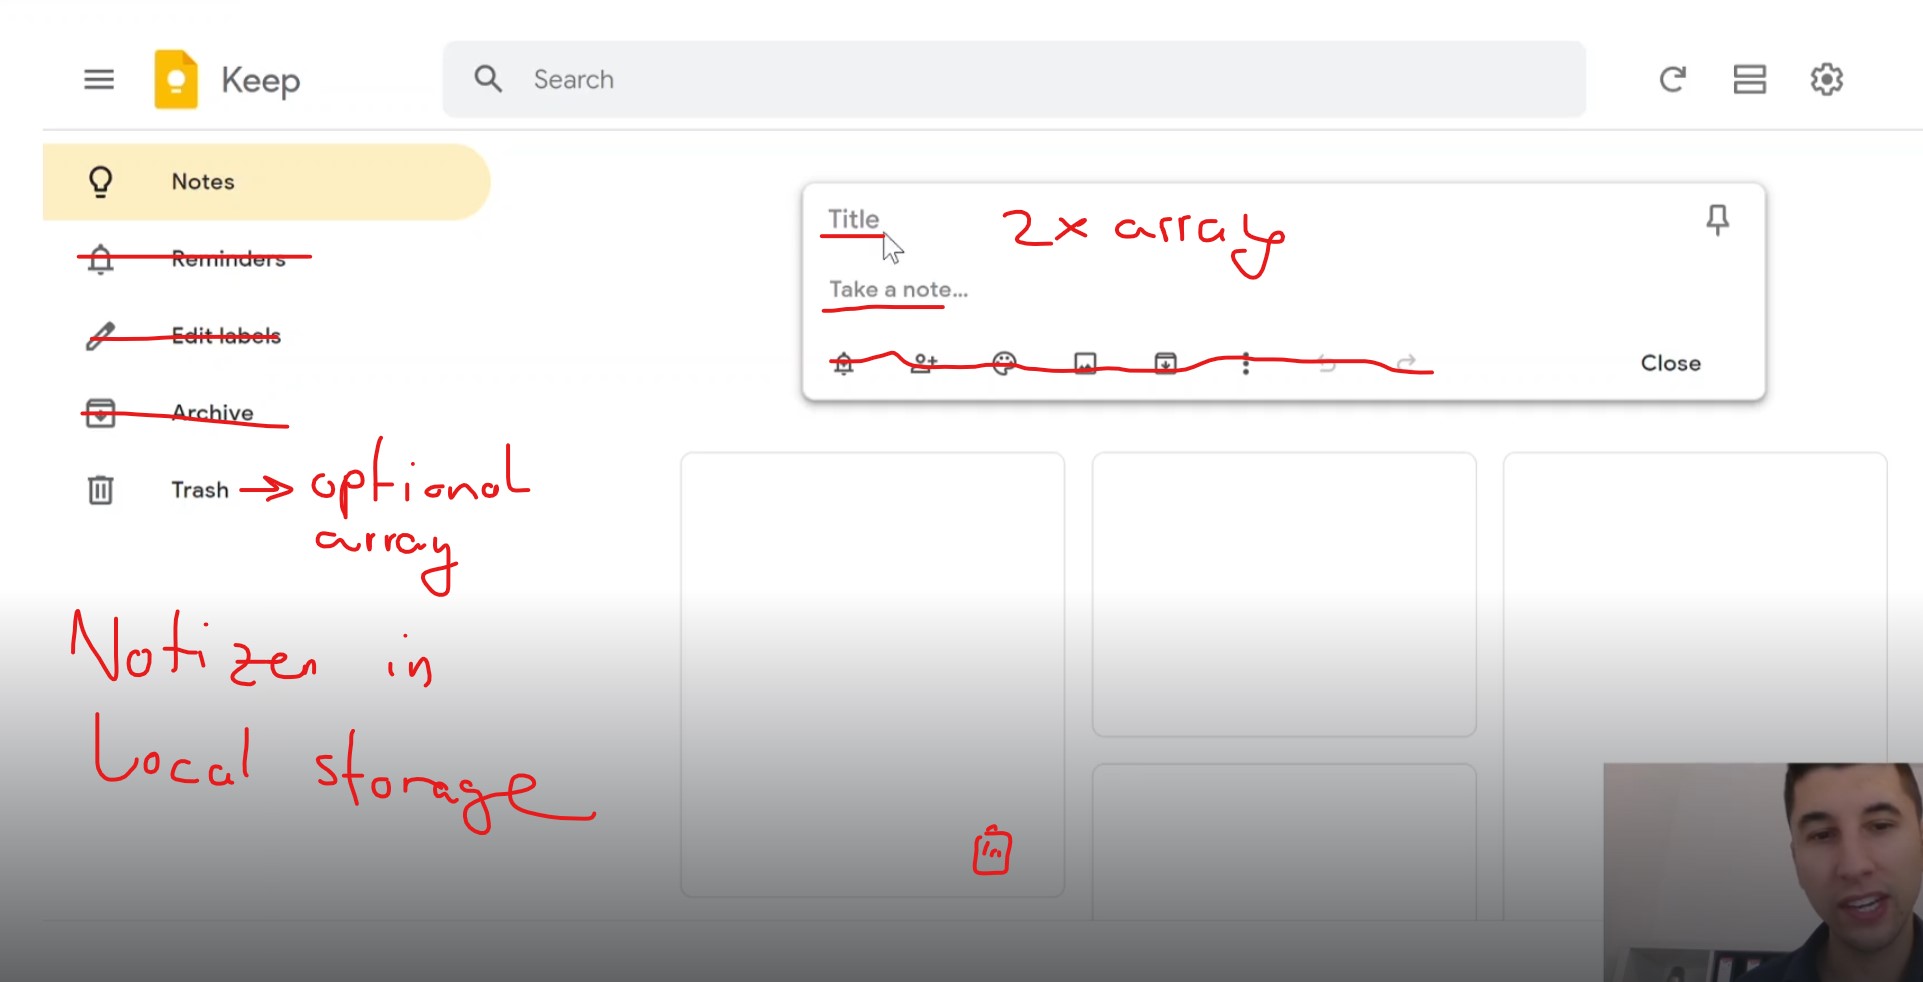 Keep
Search
Notes
Reminders
Edit labels
Archive
Trash → optional
array
Title
2x array
Take a note...
Close
Notizen in
Local storage